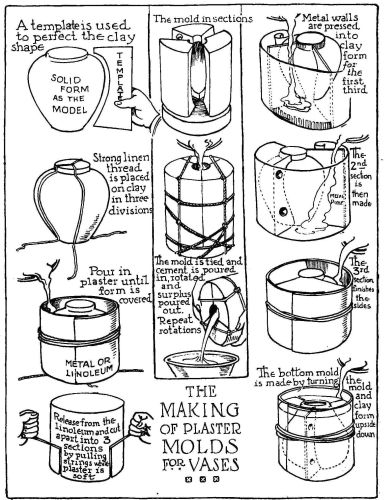 A template is used
to perfect the clay
shape
SOLID
FORM
AS THE
MODEL
TEMPLATE
Strong linen
thread
is placed
on clay
in three
divisions
Pour in
plaster until
form is
covered
METAL OR
LINOLEUM
Release from the
linoleum and cut
apart into 3
sections
by pulling
strings while
plaster is
soft
The mold in sections
The mold is tied, and
cement is poured
in, rotated
and
surplus
poured
out.
Repeat
rotations
THE
MAKING
OF PLASTER
MOLDS
FOR VASES
Metal walls
are pressed
into
clay
form
for
the
first
third
The
2nd
section
is
then
made
The
3rd
section
finishes
the
sides
The bottom mold
is made by turning the
mold
and
clay
form
upside
down